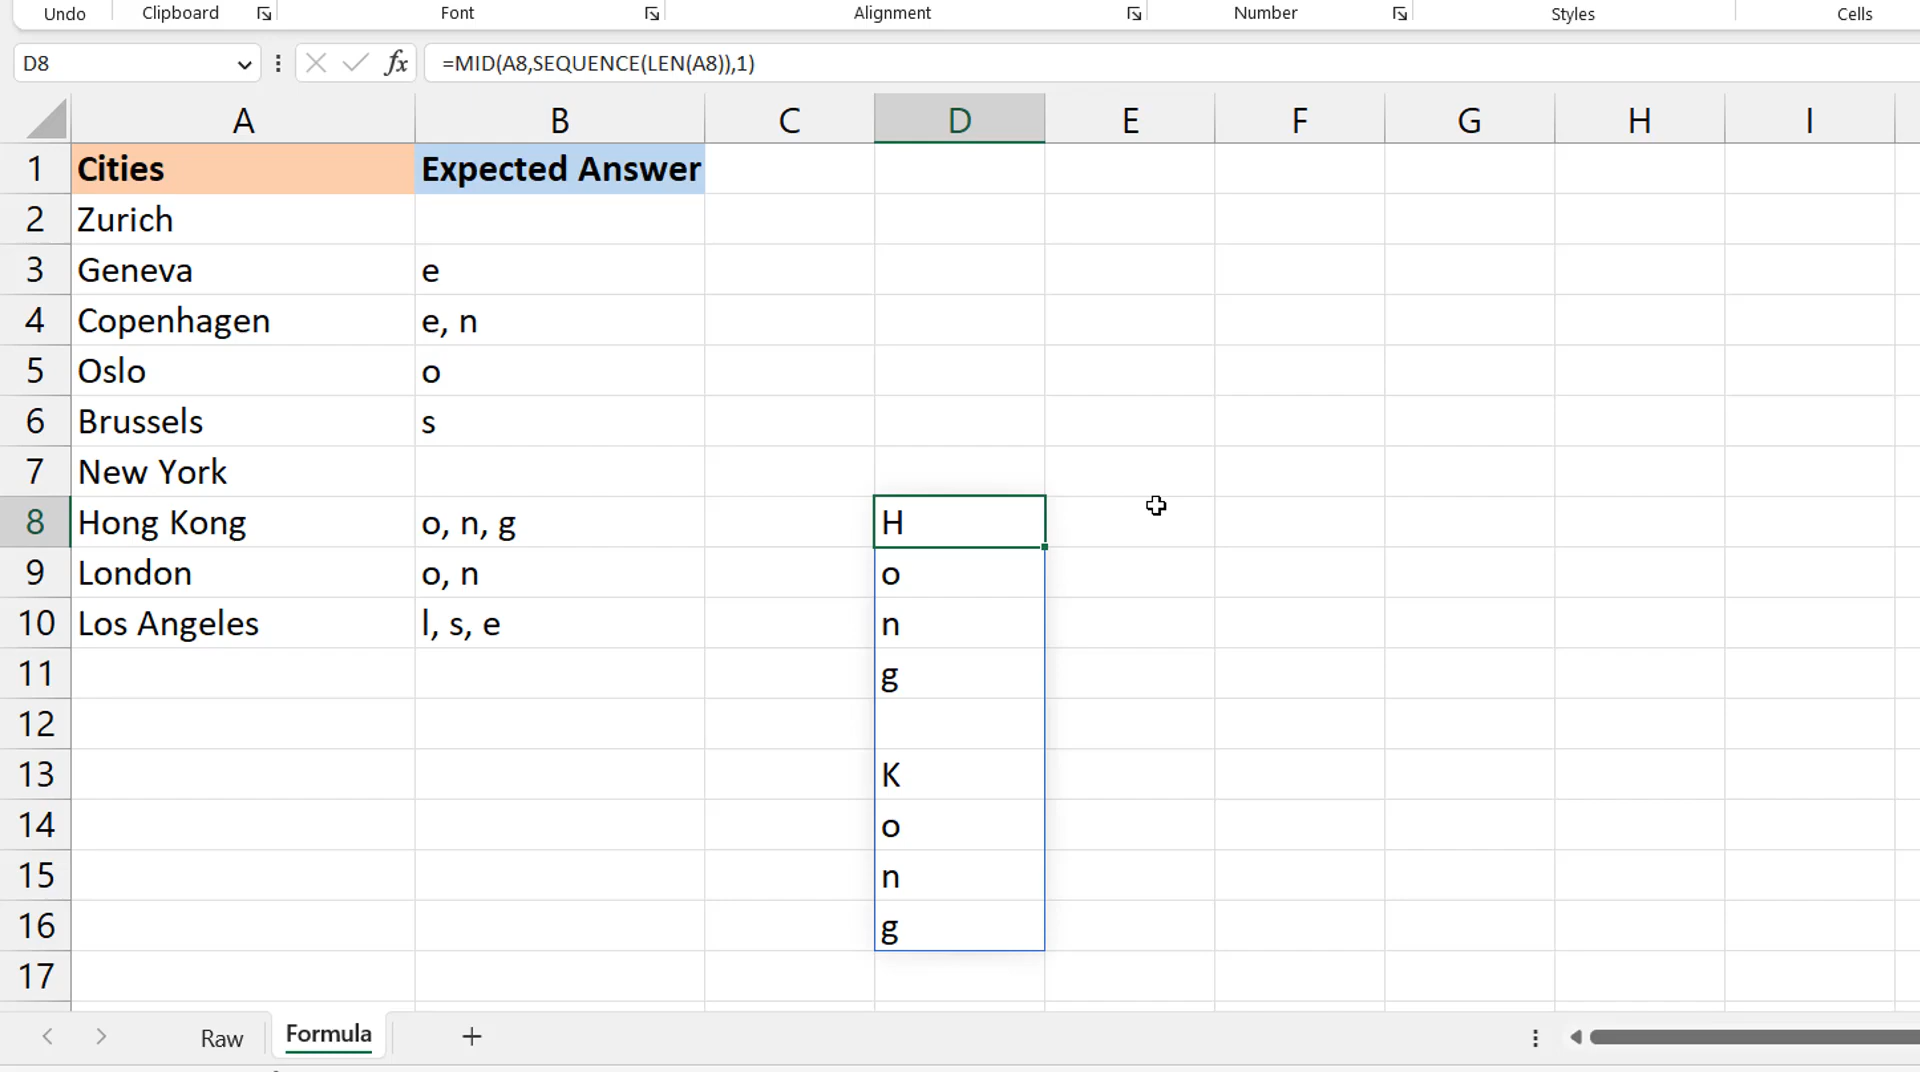 Undo Clipboard Font Alignment Number Styles Cells
D8 fx =MID(A8,SEQUENCE(LEN(A8)),1)
A B C D E F G H I
1 Cities Expected Answer
2 Zurich
3 Geneva e
4 Copenhagen e, n
5 Oslo o
6 Brussels s
7 New York
8 Hong Kong o, n, g H
9 London o, n o
10 Los Angeles l, s, e n
11 g
12
13 K
14 o
15 n
16 g
17
Raw Formula